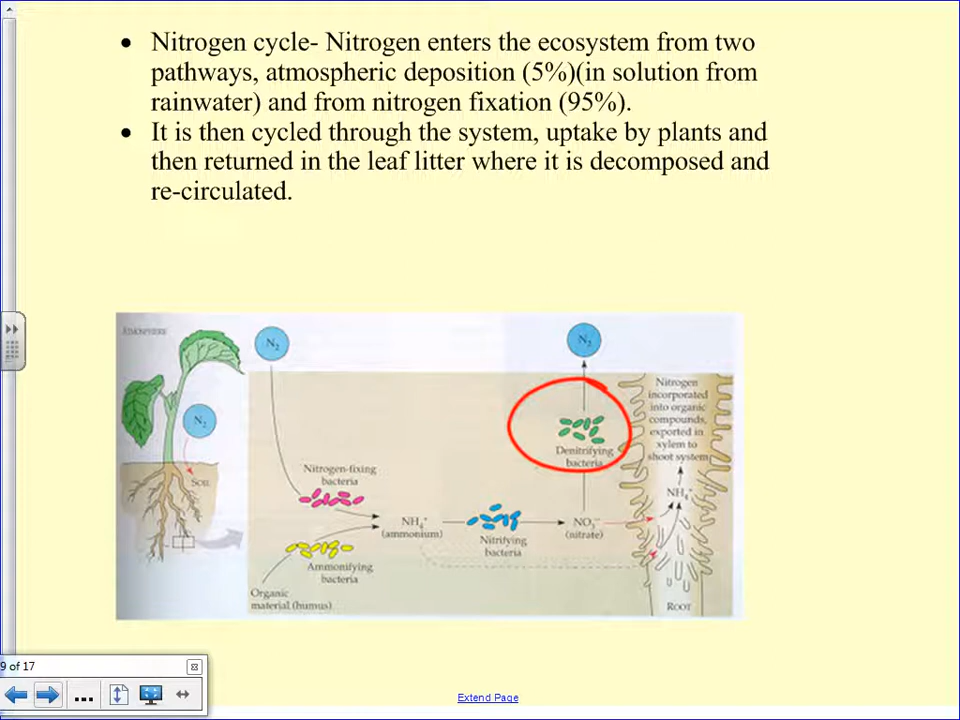 • Nitrogen cycle- Nitrogen enters the ecosystem from two
pathways, atmospheric deposition (5%)(in solution from
rainwater) and from nitrogen fixation (95%).
• It is then cycled through the system, uptake by plants and
then returned in the leaf litter where it is decomposed and
re-circulated.
ATMOSPHERE
N₂
N₂
N₂
Soil
Nitrogen-fixing
bacteria
Ammonifying
bacteria
Organic
material (humus)
NH₄⁺
(ammonium)
Nitrifying
bacteria
Denitrifying
bacteria
NO₃⁻
(nitrate)
Nitrogen
incorporated
into organic
compounds,
exported in
xylem to
shoot system
NH₄⁺
ROOT
9 of 17
...
Extend Page